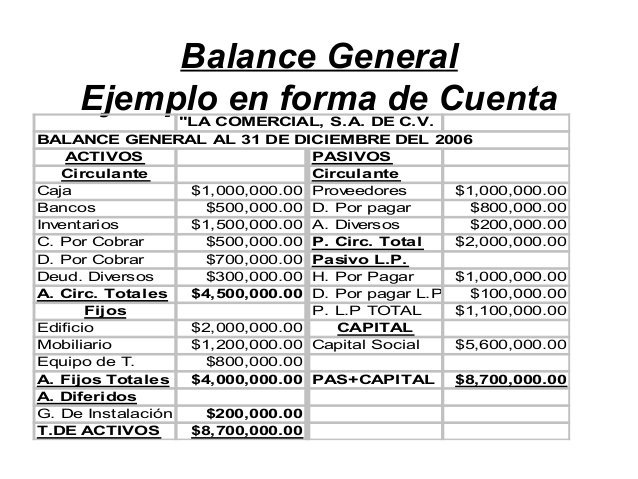 Balance General
Ejemplo en forma de Cuenta
"LA COMERCIAL, S.A. DE C.V.
BALANCE GENERAL AL 31 DE DICIEMBRE DEL 2006
ACTIVOS PASIVOS
Circulante Circulante
Caja $1,000,000.00 Proveedores $1,000,000.00
Bancos $500,000.00 D. Por pagar $800,000.00
Inventarios $1,500,000.00 A. Diversos $200,000.00
C. Por Cobrar $500,000.00 P. Circ. Total $2,000,000.00
D. Por Cobrar $700,000.00 Pasivo L.P.
Deud. Diversos $300,000.00 H. Por Pagar $1,000,000.00
A. Circ. Totales $4,500,000.00 D. Por pagar L.P $100,000.00
Fijos P. L.P TOTAL $1,100,000.00
Edificio $2,000,000.00 CAPITAL
Mobiliario $1,200,000.00 Capital Social $5,600,000.00
Equipo de T. $800,000.00
A. Fijos Totales $4,000,000.00 PAS+CAPITAL $8,700,000.00
A. Diferidos
G. De Instalación $200,000.00
T.DE ACTIVOS $8,700,000.00